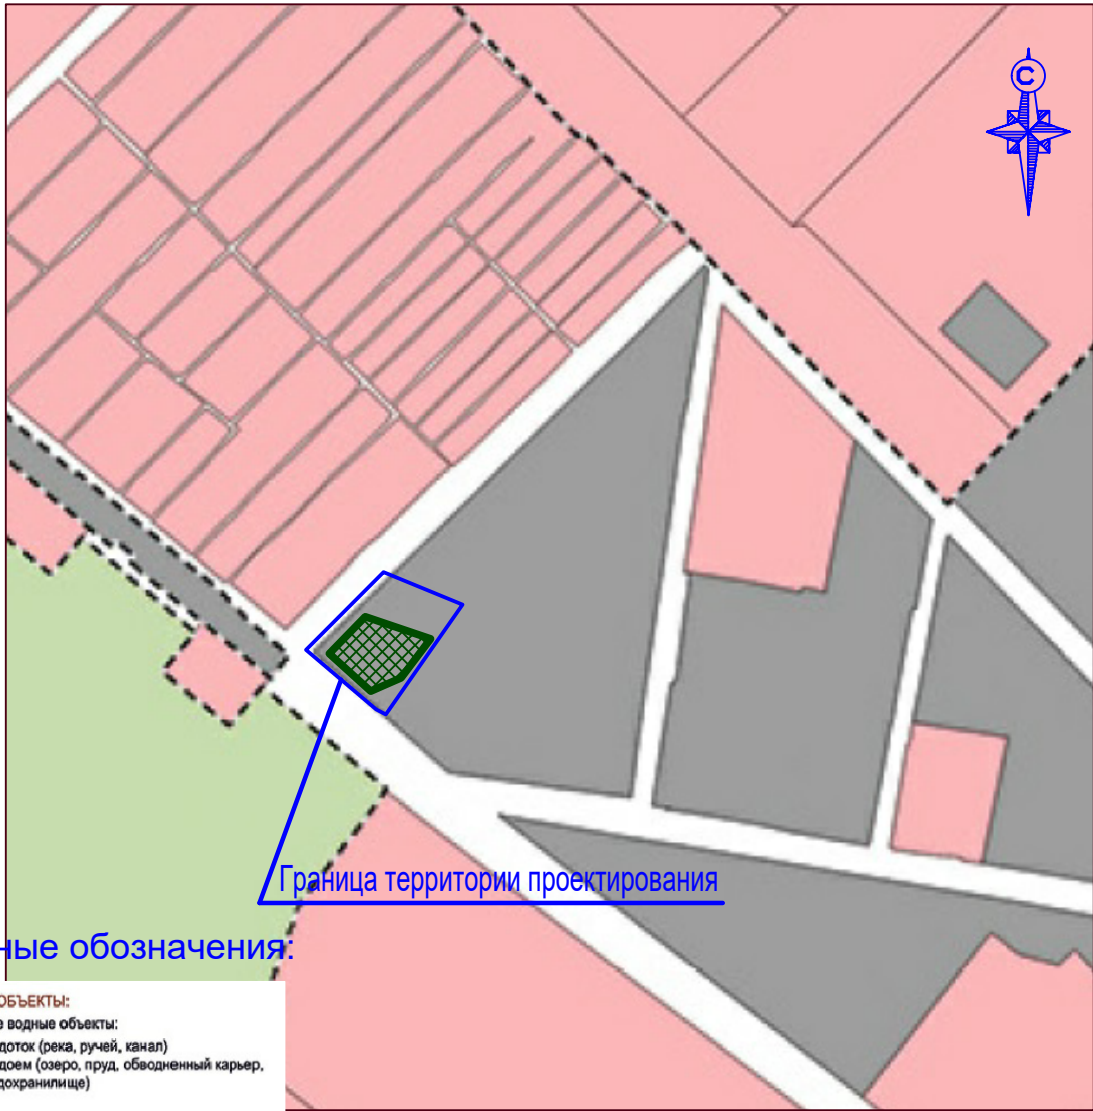 С
Граница территории проектирования
ные обозначения:
ОБЪЕКТЫ:
е водные объекты:
доток (река, ручей, канал)
доем (озеро, пруд, обводненный карьер,
дохранилище)